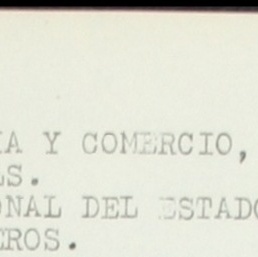 IA Y COMERCIO,
LS.
ONAL DEL ESTADO
EROS.